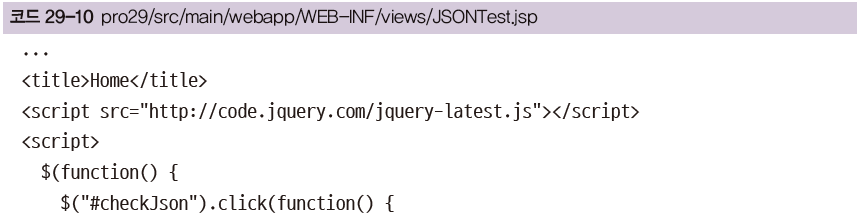 코드 29-10 pro29/src/main/webapp/WEB-INF/views/JSONTest.jsp
...
<title>Home</title>
<script src="http://code.jquery.com/jquery-latest.js"></script>
<script>
$(function() {
$("#checkJson").click(function() {